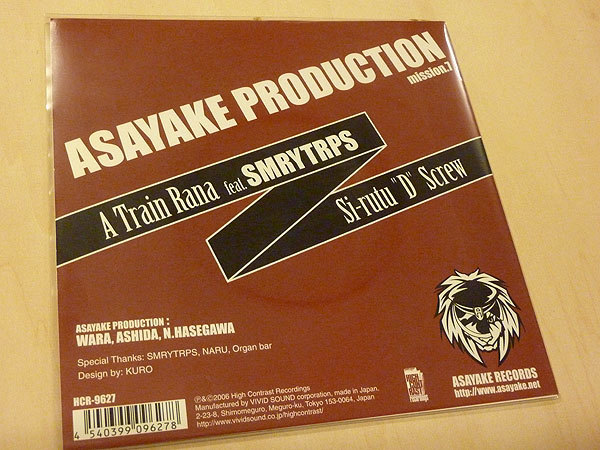 ASAYAKE PRODUCTION
mission.7
A Train Rana feat. SMRYTRPS
Si-rutu "D" Screw
ASAYAKE PRODUCTION :
WARA, ASHIDA, N.HASEGAWA
Special Thanks: SMRYTRPS, NARU, Organ bar
Design by: KURO
HCR-9627
4 540399 096278
℗&©2006 High Contrast Recordings
Manufactured by VIVID SOUND corporation, made in Japan.
2-23-8, Shimomeguro, Meguro-ku, Tokyo 153-0064, Japan
http://www.vividsound.co.jp/highcontrast/
HIGH CONTRAST
recordings
ASAYAKE RECORDS
http://www.asayake.net